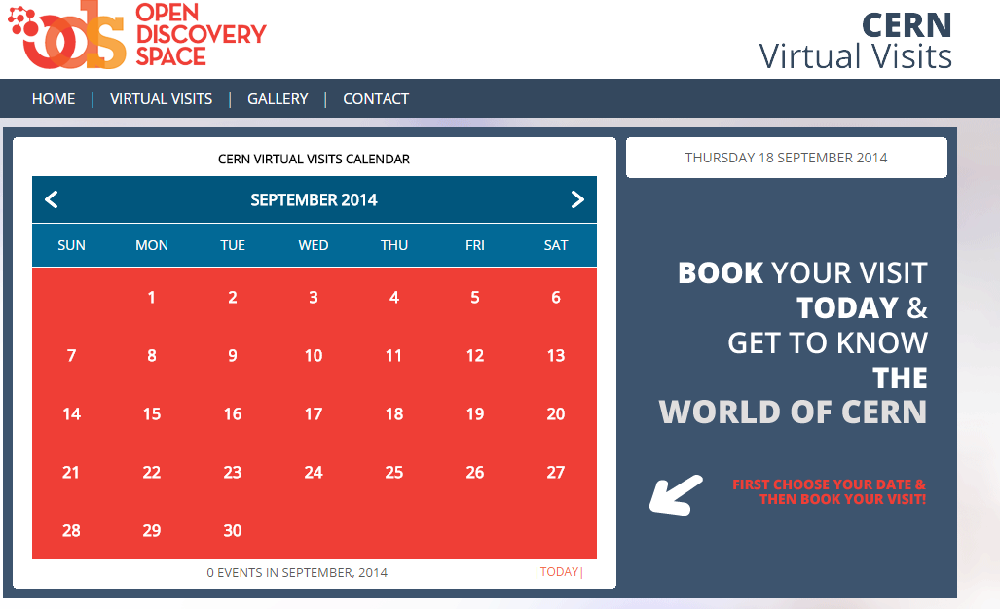 OPEN
DISCOVERY
SPACE
ods
CERN
Virtual Visits
HOME | VIRTUAL VISITS | GALLERY | CONTACT
CERN VIRTUAL VISITS CALENDAR
SEPTEMBER 2014
SUN MON TUE WED THU FRI SAT
1 2 3 4 5 6
7 8 9 10 11 12 13
14 15 16 17 18 19 20
21 22 23 24 25 26 27
28 29 30
0 EVENTS IN SEPTEMBER, 2014
|TODAY|
THURSDAY 18 SEPTEMBER 2014
BOOK YOUR VISIT
TODAY &
GET TO KNOW
THE
WORLD OF CERN
FIRST CHOOSE YOUR DATE &
THEN BOOK YOUR VISIT!